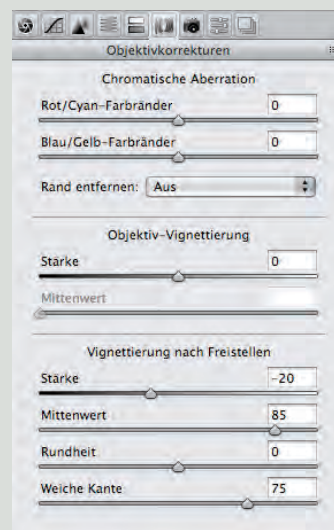 Objektivkorrekturen
Chromatische Aberration
Rot/Cyan-Farbränder 0
Blau/Gelb-Farbränder 0
Rand entfernen: Aus
Objektiv-Vignettierung
Stärke 0
Mittenwert
Vignettierung nach Freistellen
Stärke -20
Mittenwert 85
Rundheit 0
Weiche Kante 75